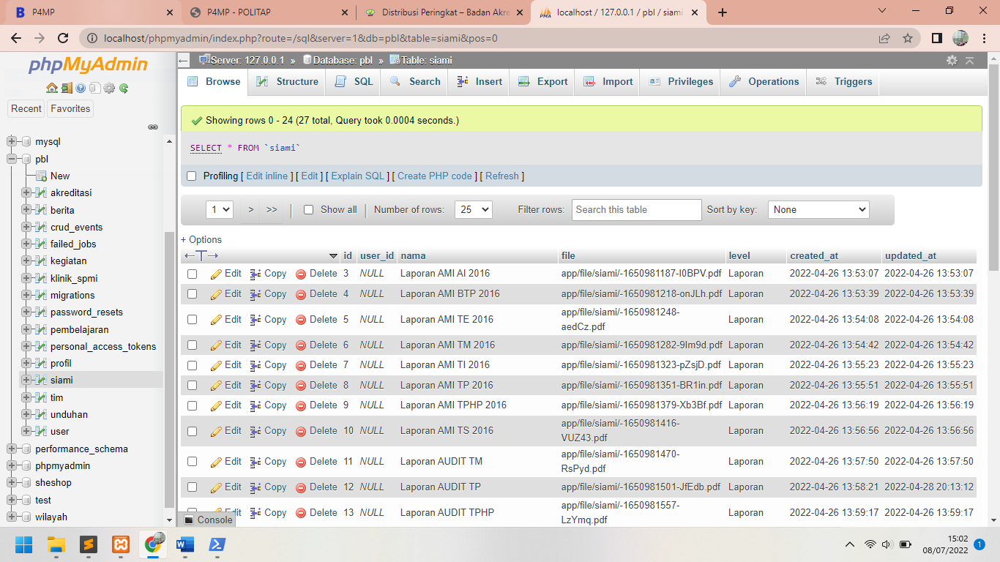 P4MP
P4MP - POLITAP
Distribusi Peringkat – Badan Akre
localhost / 127.0.0.1 / pbl / siami
localhost/phpmyadmin/index.php?route=/sql&server=1&db=pbl&table=siami&pos=0
phpMyAdmin
Recent Favorites
mysql
pbl
New
akreditasi
berita
crud_events
failed_jobs
kegiatan
klinik_spmi
migrations
password_resets
pembelajaran
personal_access_tokens
profil
siami
tim
unduhan
user
performance_schema
phpmyadmin
sheshop
test
wilayah
Server: 127.0.0.1 » Database: pbl » Table: siami
Browse Structure SQL Search Insert Export Import Privileges Operations Triggers
Showing rows 0 - 24 (27 total, Query took 0.0004 seconds.)
SELECT * FROM `siami`
Profiling [ Edit inline ] [ Edit ] [ Explain SQL ] [ Create PHP code ] [ Refresh ]
1 > >> Show all Number of rows: 25 Filter rows: Search this table Sort by key: None
+ Options
id user_id nama file level created_at updated_at
Edit Copy Delete 3 NULL Laporan AMI AI 2016 app/file/siami/-1650981187-I0BPV.pdf Laporan 2022-04-26 13:53:07 2022-04-26 13:53:07
Edit Copy Delete 4 NULL Laporan AMI BTP 2016 app/file/siami/-1650981218-onJLh.pdf Laporan 2022-04-26 13:53:39 2022-04-26 13:53:39
Edit Copy Delete 5 NULL Laporan AMI TE 2016 app/file/siami/-1650981248-
aedCz.pdf Laporan 2022-04-26 13:54:08 2022-04-26 13:54:08
Edit Copy Delete 6 NULL Laporan AMI TM 2016 app/file/siami/-1650981282-9Im9d.pdf Laporan 2022-04-26 13:54:42 2022-04-26 13:54:42
Edit Copy Delete 7 NULL Laporan AMI TI 2016 app/file/siami/-1650981323-pZsjD.pdf Laporan 2022-04-26 13:55:23 2022-04-26 13:55:23
Edit Copy Delete 8 NULL Laporan AMI TP 2016 app/file/siami/-1650981351-BR1in.pdf Laporan 2022-04-26 13:55:51 2022-04-26 13:55:51
Edit Copy Delete 9 NULL Laporan AMI TPHP 2016 app/file/siami/-1650981379-Xb3Bf.pdf Laporan 2022-04-26 13:56:19 2022-04-26 13:56:19
Edit Copy Delete 10 NULL Laporan AMI TS 2016 app/file/siami/-1650981416-
VUZ43.pdf Laporan 2022-04-26 13:56:56 2022-04-26 13:56:56
Edit Copy Delete 11 NULL Laporan AUDIT TM app/file/siami/-1650981470-
RsPyd.pdf Laporan 2022-04-26 13:57:50 2022-04-26 13:57:50
Edit Copy Delete 12 NULL Laporan AUDIT TP app/file/siami/-1650981501-JfEdb.pdf Laporan 2022-04-26 13:58:21 2022-04-28 20:13:12
Edit Copy Delete 13 NULL Laporan AUDIT TPHP app/file/siami/-1650981557-
LzYmq.pdf Laporan 2022-04-26 13:59:17 2022-04-26 13:59:17
Console
15:02
08/07/2022
1